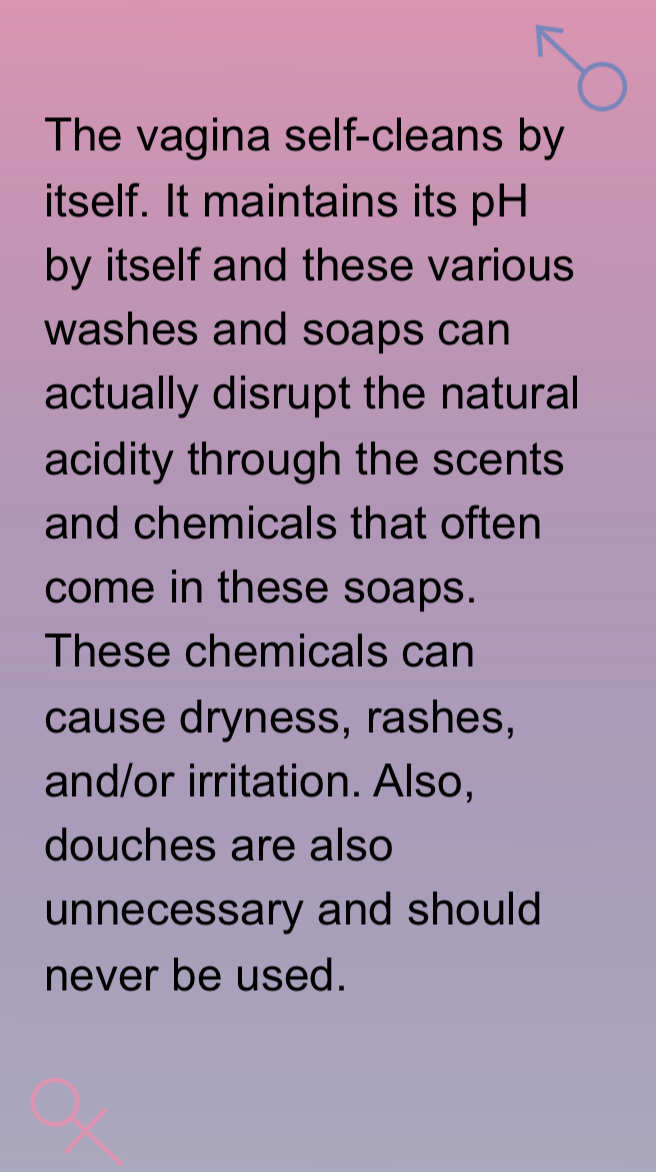 The vagina self-cleans by
itself. It maintains its pH
by itself and these various
washes and soaps can
actually disrupt the natural
acidity through the scents
and chemicals that often
come in these soaps.
These chemicals can
cause dryness, rashes,
and/or irritation. Also,
douches are also
unnecessary and should
never be used.